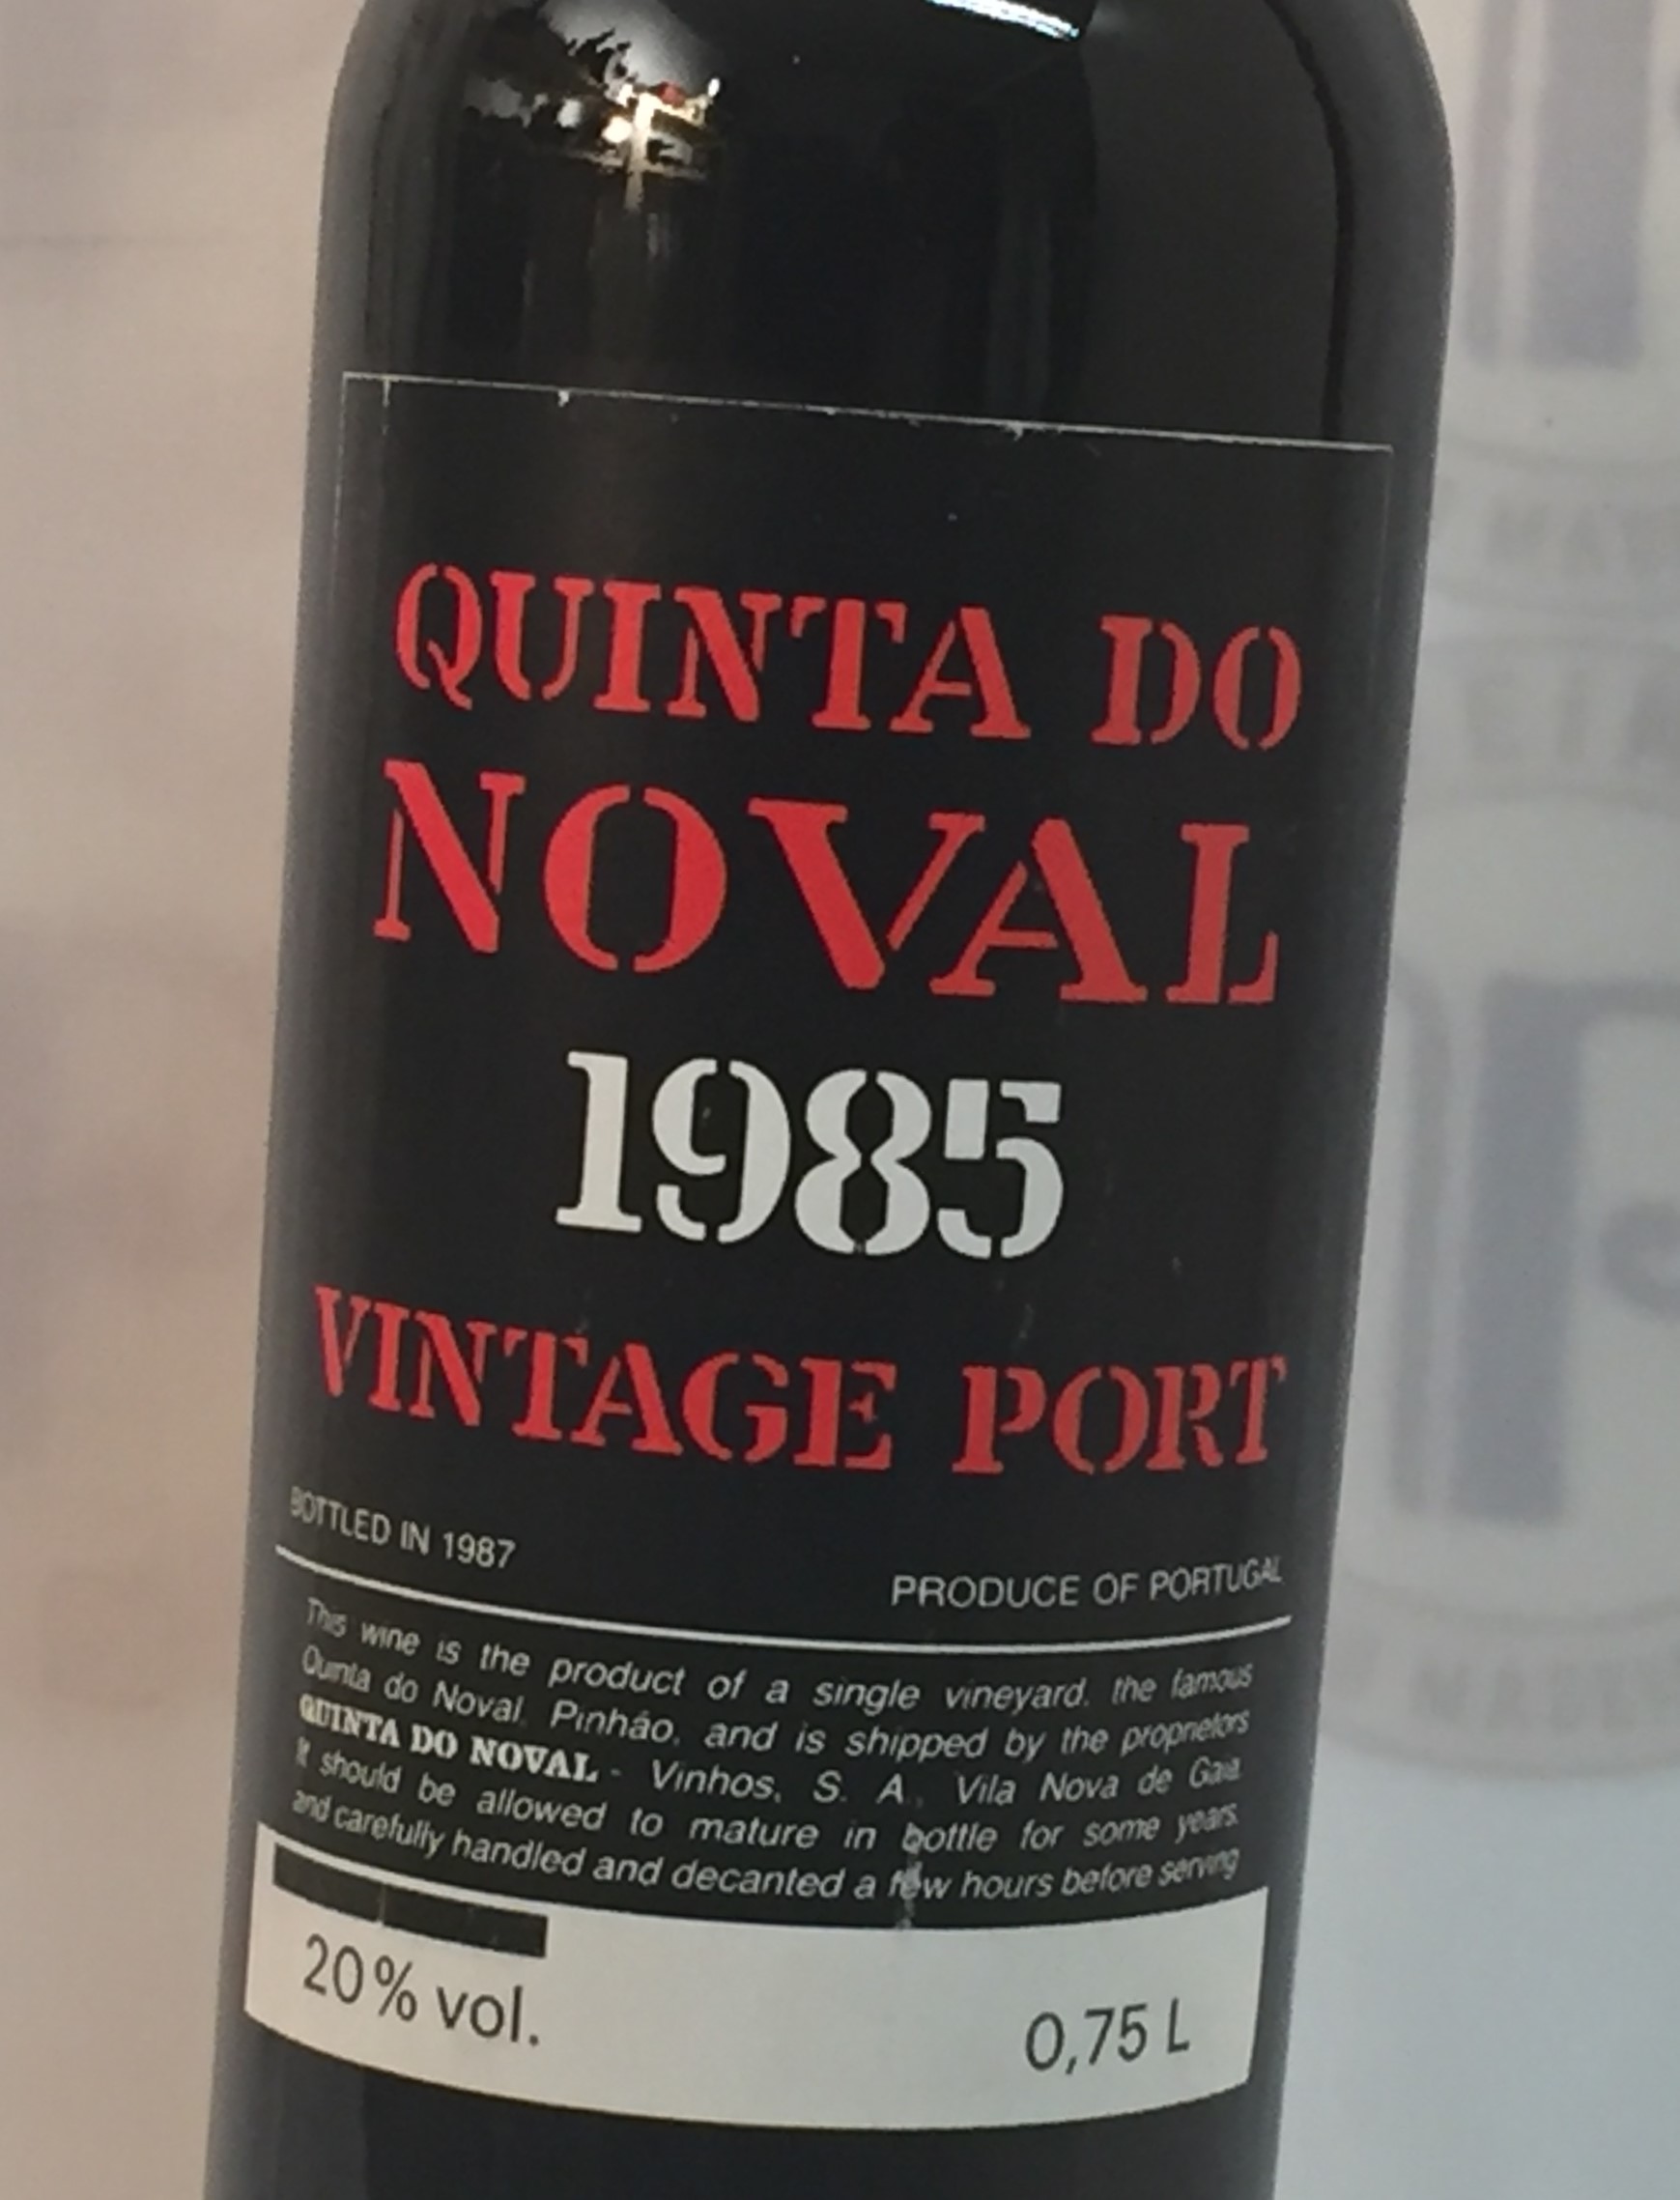 QUINTA DO
NOVAL
1985
VINTAGE PORT
BOTTLED IN 1987
PRODUCE OF PORTUGAL
This wine is the product of a single vineyard, the famous
Quinta do Noval, Pinhão, and is shipped by the proprietors
QUINTA DO NOVAL - Vinhos, S. A., Vila Nova de Gaia.
It should be allowed to mature in bottle for some years.
and carefully handled and decanted a few hours before serving
20% vol.
0,75 L